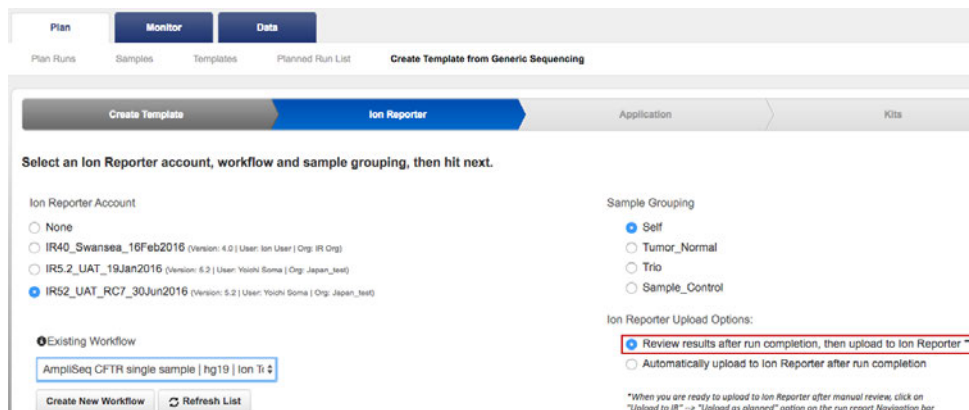 Plan Monitor Data
Plan Runs Samples Templates Planned Run List Create Template from Generic Sequencing
Create Template Ion Reporter Application Kits
Select an Ion Reporter account, workflow and sample grouping, then hit next.
Ion Reporter Account
None
IR40_Swansea_16Feb2016 (Version: 4.0 | User: Ion User | Org: IR Org)
IR5.2_UAT_19Jan2016 (Version: 5.2 | User: Yoichi Soma | Org: Japan_test)
IR52_UAT_RC7_30Jun2016 (Version: 5.2 | User: Yoichi Soma | Org: Japan_test)
Existing Workflow
AmpliSeq CFTR single sample | hg19 | Ion
Create New Workflow Refresh List
Sample Grouping
Self
Tumor_Normal
Trio
Sample_Control
Ion Reporter Upload Options:
Review results after run completion, then upload to Ion Reporter *
Automatically upload to Ion Reporter after run completion
*When you are ready to upload to Ion Reporter after manual review, click on
"Upload to IR" --> "Upload as planned" option on the run report Navigation bar